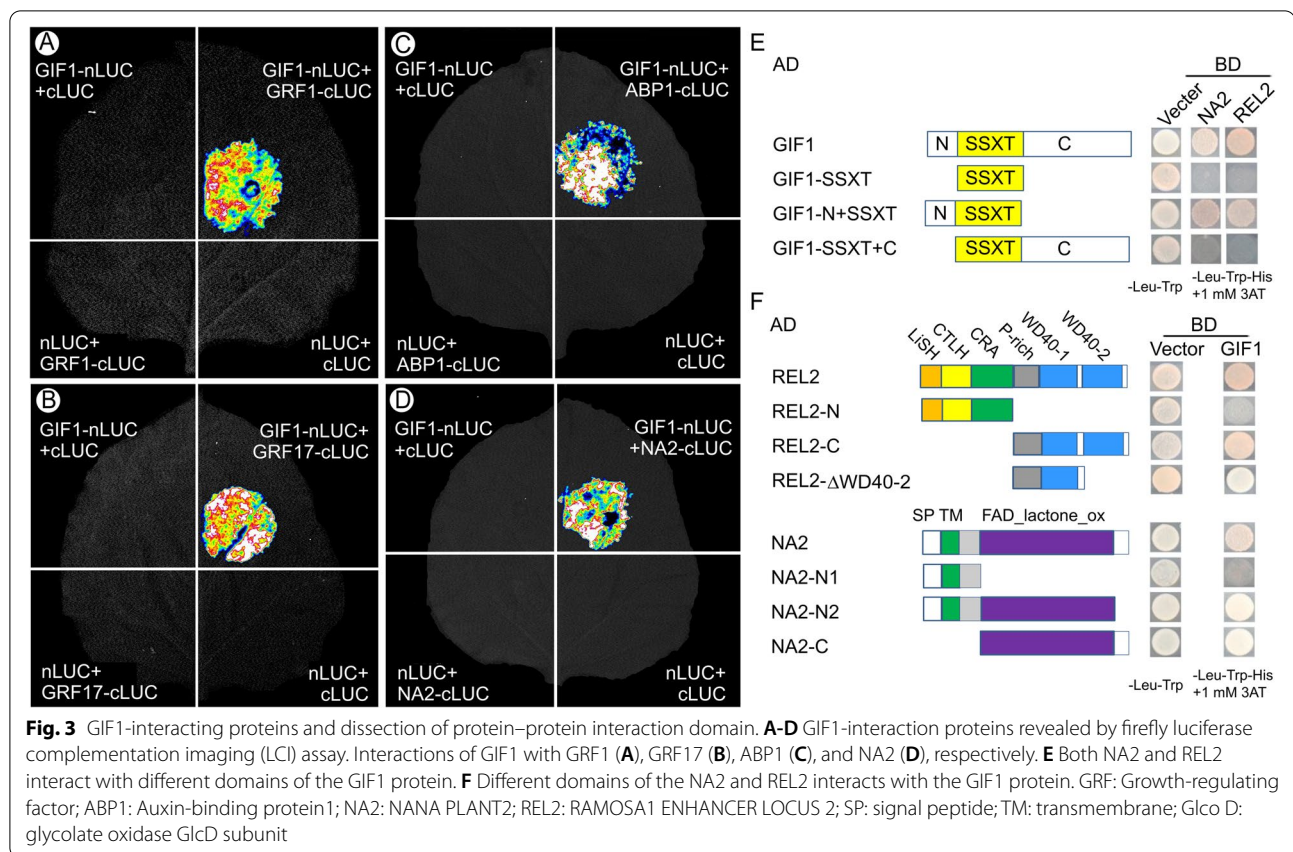 A
GIF1-nLUC
+cLUC
GIF1-nLUC+
GRF1-cLUC
nLUC+
GRF1-cLUC
nLUC+
cLUC
B
GIF1-nLUC
+cLUC
GIF1-nLUC+
GRF17-cLUC
nLUC+
GRF17-cLUC
nLUC+
cLUC
C
GIF1-nLUC
+cLUC
GIF1-nLUC+
ABP1-cLUC
nLUC+
ABP1-cLUC
nLUC+
cLUC
D
GIF1-nLUC
+cLUC
GIF1-nLUC
+NA2-cLUC
nLUC+
NA2-cLUC
nLUC+
cLUC
E
AD
BD
Vecter NA2 REL2
GIF1 N SSXT C
GIF1-SSXT SSXT
GIF1-N+SSXT N SSXT
GIF1-SSXT+C SSXT C
-Leu-Trp -Leu-Trp-His
+1 mM 3AT
F
AD
LiSH CTLH CRA P-rich WD40-1 WD40-2
BD
Vector GIF1
REL2
REL2-N
REL2-C
REL2-ΔWD40-2
SP TM FAD_lactone_ox
NA2
NA2-N1
NA2-N2
NA2-C
-Leu-Trp -Leu-Trp-His
+1 mM 3AT
Fig. 3 GIF1-interacting proteins and dissection of protein–protein interaction domain. A-D GIF1-interaction proteins revealed by firefly luciferase
complementation imaging (LCI) assay. Interactions of GIF1 with GRF1 (A), GRF17 (B), ABP1 (C), and NA2 (D), respectively. E Both NA2 and REL2
interact with different domains of the GIF1 protein. F Different domains of the NA2 and REL2 interacts with the GIF1 protein. GRF: Growth-regulating
factor; ABP1: Auxin-binding protein1; NA2: NANA PLANT2; REL2: RAMOSA1 ENHANCER LOCUS 2; SP: signal peptide; TM: transmembrane; Glco D:
glycolate oxidase GlcD subunit